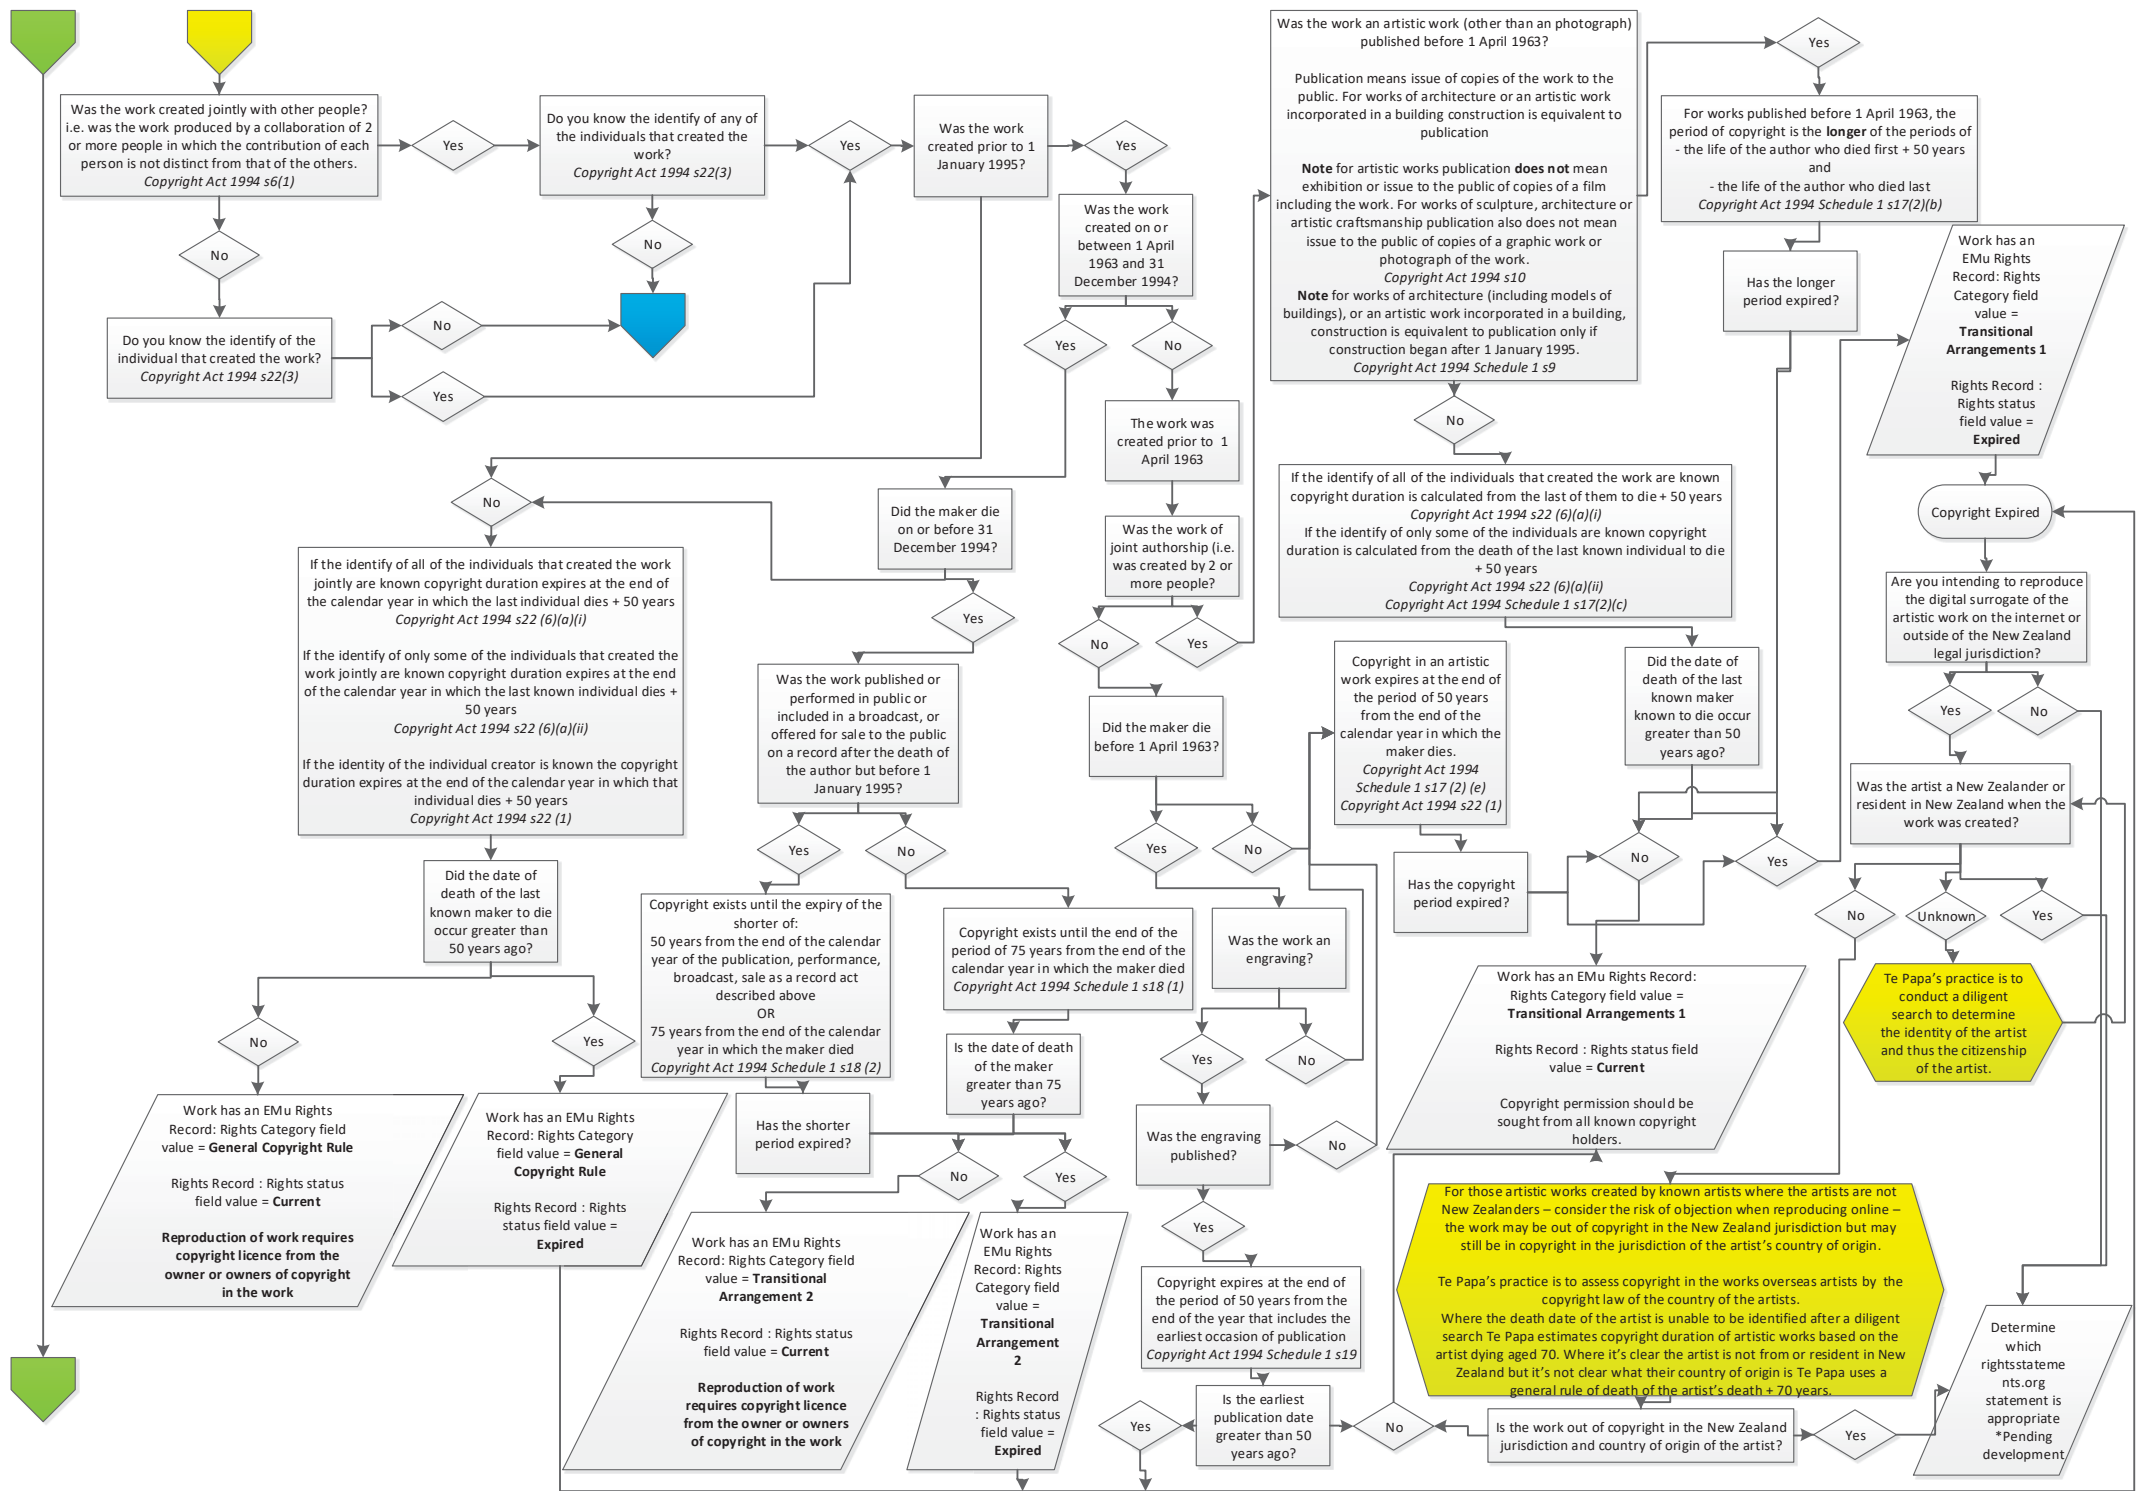 Was the work created jointly with other people?
i.e. was the work produced by a collaboration of 2
or more people in which the contribution of each
person is not distinct from that of the others.
Copyright Act 1994 s6(1)
Yes
Do you know the identify of any of
the individuals that created the
work?
Copyright Act 1994 s22(3)
Yes
Was the work
created prior to 1
January 1995?
Yes
No
No
Do you know the identify of the
individual that created the work?
Copyright Act 1994 s22(3)
No
Yes
Was the work
created on or
between 1 April
1963 and 31
December 1994?
Yes
No
The work was
created prior to 1
April 1963
Was the work of
joint authorship (i.e.
was created by 2 or
more people?
No
Yes
Was the work an artistic work (other than an photograph)
published before 1 April 1963?
Publication means issue of copies of the work to the
public. For works of architecture or an artistic work
incorporated in a building construction is equivalent to
publication
Note for artistic works publication does not mean
exhibition or issue to the public of copies of a film
including the work. For works of sculpture, architecture or
artistic craftsmanship publication also does not mean
issue to the public of copies of a graphic work or
photograph of the work.
Copyright Act 1994 s10
Note for works of architecture (including models of
buildings), or an artistic work incorporated in a building,
construction is equivalent to publication only if
construction began after 1 January 1995.
Copyright Act 1994 Schedule 1 s9
Yes
For works published before 1 April 1963, the
period of copyright is the longer of the periods of
- the life of the author who died first + 50 years
and
- the life of the author who died last
Copyright Act 1994 Schedule 1 s17(2)(b)
Has the longer
period expired?
Work has an
EMu Rights
Record: Rights
Category field
value =
Transitional
Arrangements 1
Rights Record :
Rights status
field value =
Expired
No
If the identify of all of the individuals that created the work are known
copyright duration is calculated from the last of them to die + 50 years
Copyright Act 1994 s22 (6)(a)(i)
If the identify of only some of the individuals are known copyright
duration is calculated from the death of the last known individual to die
+ 50 years
Copyright Act 1994 s22 (6)(a)(ii)
Copyright Act 1994 Schedule 1 s17(2)(c)
Copyright Expired
Are you intending to reproduce
the digital surrogate of the
artistic work on the internet or
outside of the New Zealand
legal jurisdiction?
Yes
No
Was the artist a New Zealander or
resident in New Zealand when the
work was created?
No
Unknown
Yes
Te Papa's practice is to
conduct a diligent
search to determine
the identity of the artist
and thus the citizenship
of the artist.
No
If the identify of all of the individuals that created the work
jointly are known copyright duration expires at the end of
the calendar year in which the last individual dies + 50 years
Copyright Act 1994 s22 (6)(a)(i)
If the identify of only some of the individuals that created the
work jointly are known copyright duration expires at the end
of the calendar year in which the last known individual dies +
50 years
Copyright Act 1994 s22 (6)(a)(ii)
If the identity of the individual creator is known the copyright
duration expires at the end of the calendar year in which that
individual dies + 50 years
Copyright Act 1994 s22 (1)
Did the date of
death of the last
known maker to die
occur greater than
50 years ago?
No
Yes
Work has an EMu Rights
Record: Rights Category field
value = General Copyright Rule
Rights Record : Rights status
field value = Current
Reproduction of work requires
copyright licence from the
owner or owners of copyright
in the work
Work has an EMu Rights
Record: Rights Category
field value = General
Copyright Rule
Rights Record : Rights
status field value =
Expired
Did the maker die
on or before 31
December 1994?
Yes
Was the work published or
performed in public or
included in a broadcast, or
offered for sale to the public
on a record after the death of
the author but before 1
January 1995?
Yes
No
Copyright exists until the expiry of the
shorter of:
50 years from the end of the calendar
year of the publication, performance,
broadcast, sale as a record act
described above
OR
75 years from the end of the calendar
year in which the maker died
Copyright Act 1994 Schedule 1 s18 (2)
Has the shorter
period expired?
Copyright exists until the end of the
period of 75 years from the end of the
calendar year in which the maker died
Copyright Act 1994 Schedule 1 s18 (1)
Is the date of death
of the maker
greater than 75
years ago?
No
Yes
Work has an EMu Rights
Record: Rights Category field
value = Transitional
Arrangement 2
Rights Record : Rights status
field value = Current
Reproduction of work
requires copyright licence
from the owner or owners
of copyright in the work
Work has an
EMu Rights
Record: Rights
Category field
value =
Transitional
Arrangement
2
Rights Record
: Rights status
field value =
Expired
Did the maker die
before 1 April 1963?
Yes
No
Was the work an
engraving?
Yes
No
Was the engraving
published?
No
Yes
Copyright expires at the end of
the period of 50 years from the
end of the year that includes the
earliest occasion of publication
Copyright Act 1994 Schedule 1 s19
Is the earliest
publication date
greater than 50
years ago?
Yes
No
Copyright in an artistic
work expires at the end of
the period of 50 years
from the end of the
calendar year in which the
maker dies.
Copyright Act 1994
Schedule 1 s17 (2) (e)
Copyright Act 1994 s22 (1)
Has the copyright
period expired?
Did the date of
death of the last
known maker
known to die occur
greater than 50
years ago?
No
Yes
Work has an EMu Rights Record:
Rights Category field value =
Transitional Arrangements 1
Rights Record : Rights status field
value = Current
Copyright permission should be
sought from all known copyright
holders.
For those artistic works created by known artists where the artists are not
New Zealanders – consider the risk of objection when reproducing online –
the work may be out of copyright in the New Zealand jurisdiction but may
still be in copyright in the jurisdiction of the artist's country of origin.
Te Papa's practice is to assess copyright in the works overseas artists by the
copyright law of the country of the artists.
Where the death date of the artist is unable to be identified after a diligent
search Te Papa estimates copyright duration of artistic works based on the
artist dying aged 70. Where it's clear the artist is not from or resident in New
Zealand but it's not clear what their country of origin is Te Papa uses a
general rule of death of the artist's death + 70 years.
Is the work out of copyright in the New Zealand
jurisdiction and country of origin of the artist?
Yes
Determine
which
rightsstateme
nts.org
statement is
appropriate
*Pending
development